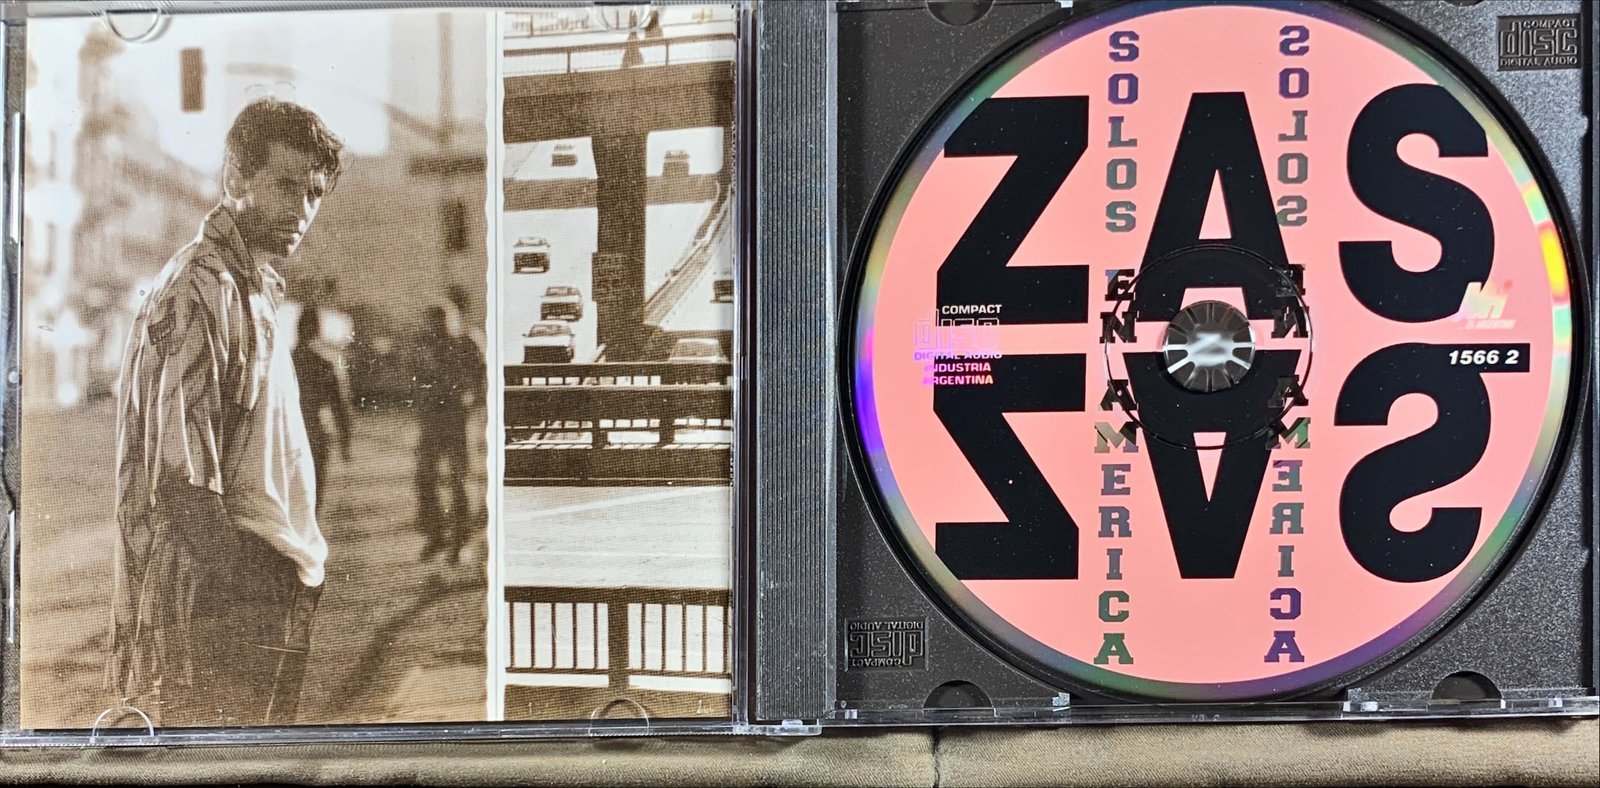 ZAS
SOLOS EN AMERICA
SOLOS EN AMERICA
ZAS
COMPACT
DISC
DIGITAL AUDIO
INDUSTRIA
ARGENTINA
1566 2
COMPACT
DISC
DIGITAL AUDIO
COMPACT
DISC
DIGITAL AUDIO